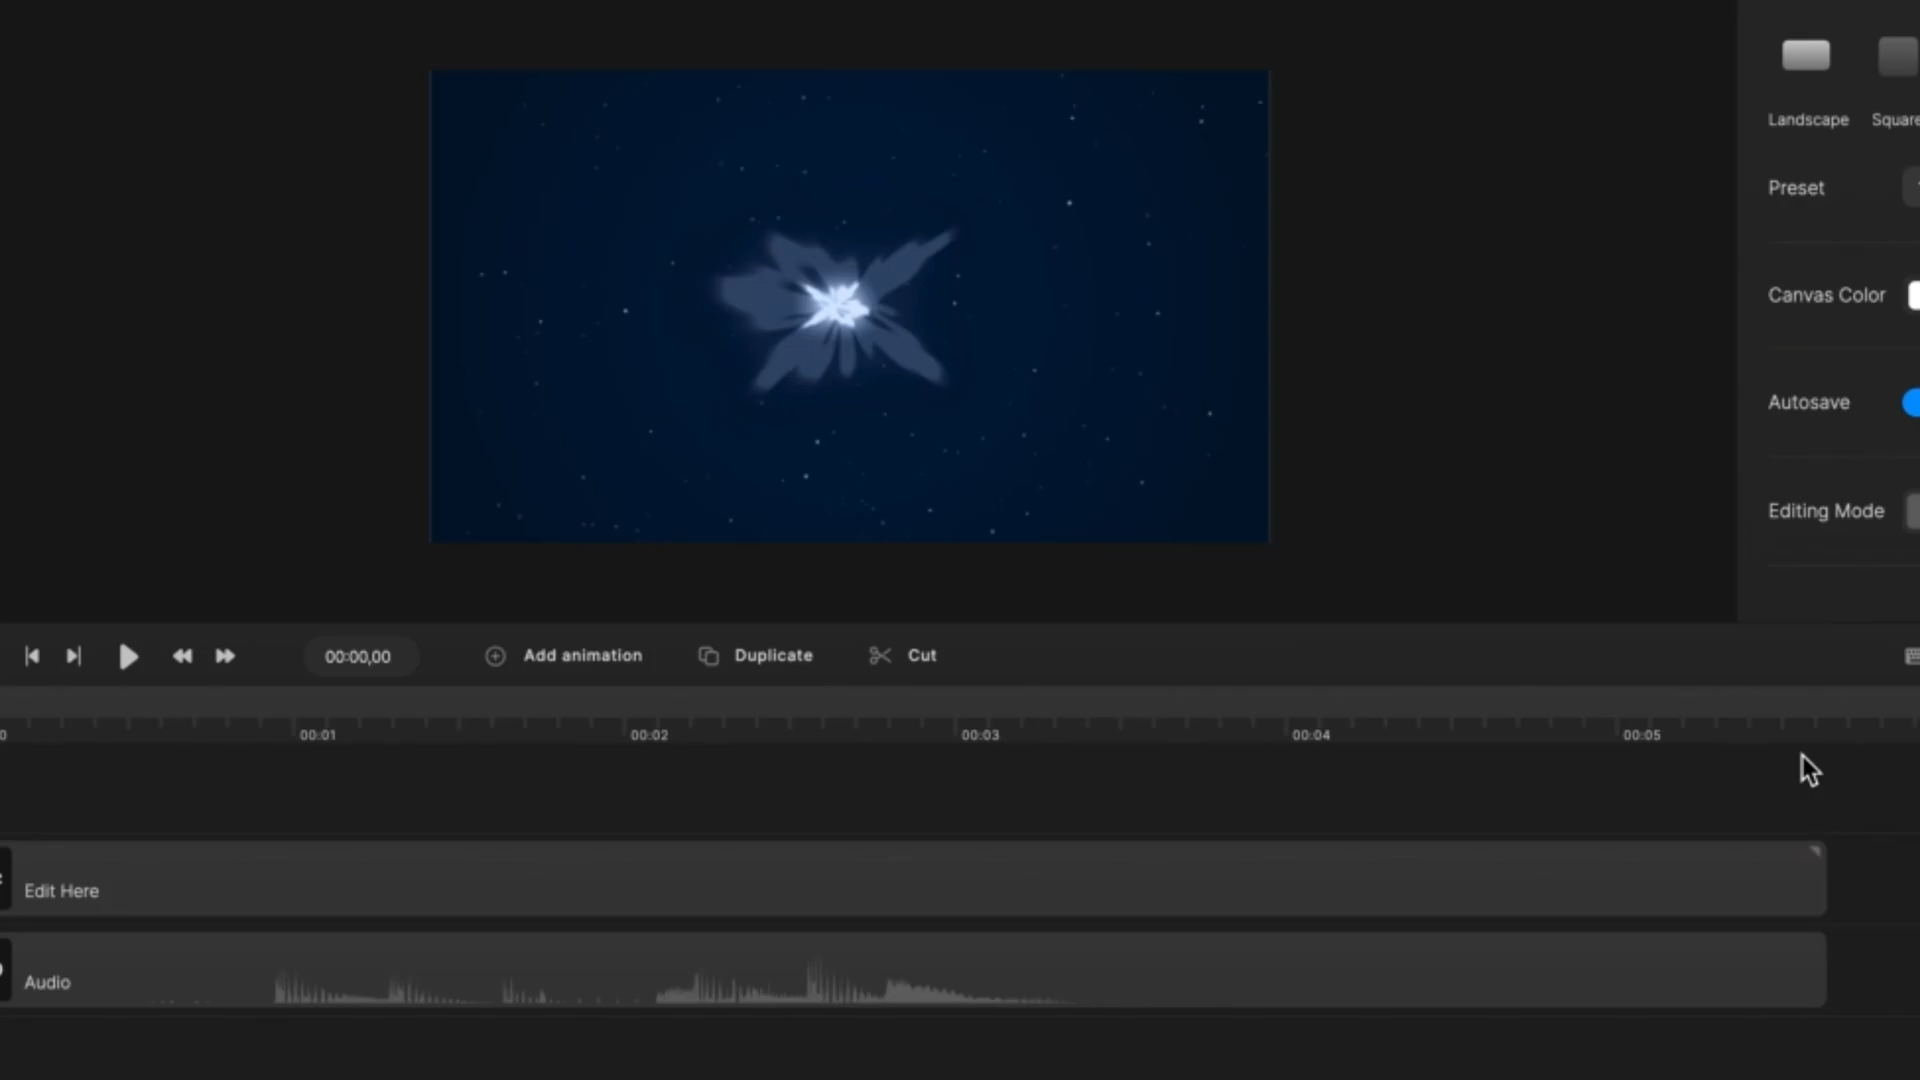 Landscape Square
Preset
Canvas Color
Autosave
Editing Mode
00:00,00 Add animation Duplicate Cut
0 00:01 00:02 00:03 00:04 00:05
Edit Here
Audio